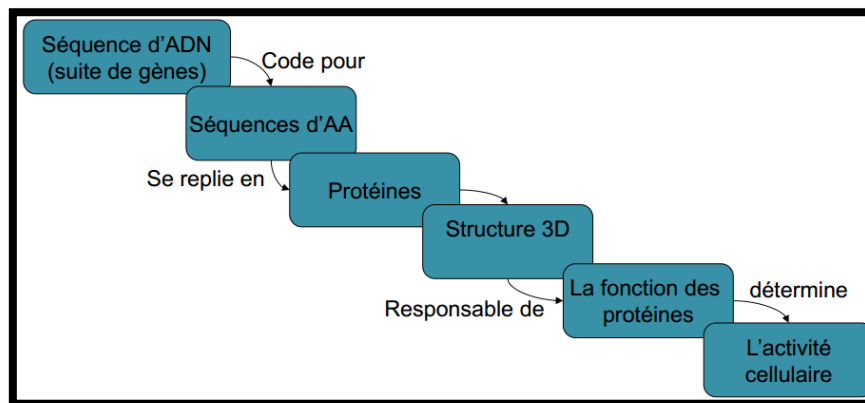 Séquence d'ADN
(suite de gènes)
Code pour
Séquences d'AA
Se replie en
Protéines
Structure 3D
Responsable de
La fonction des
protéines
détermine
L'activité
cellulaire